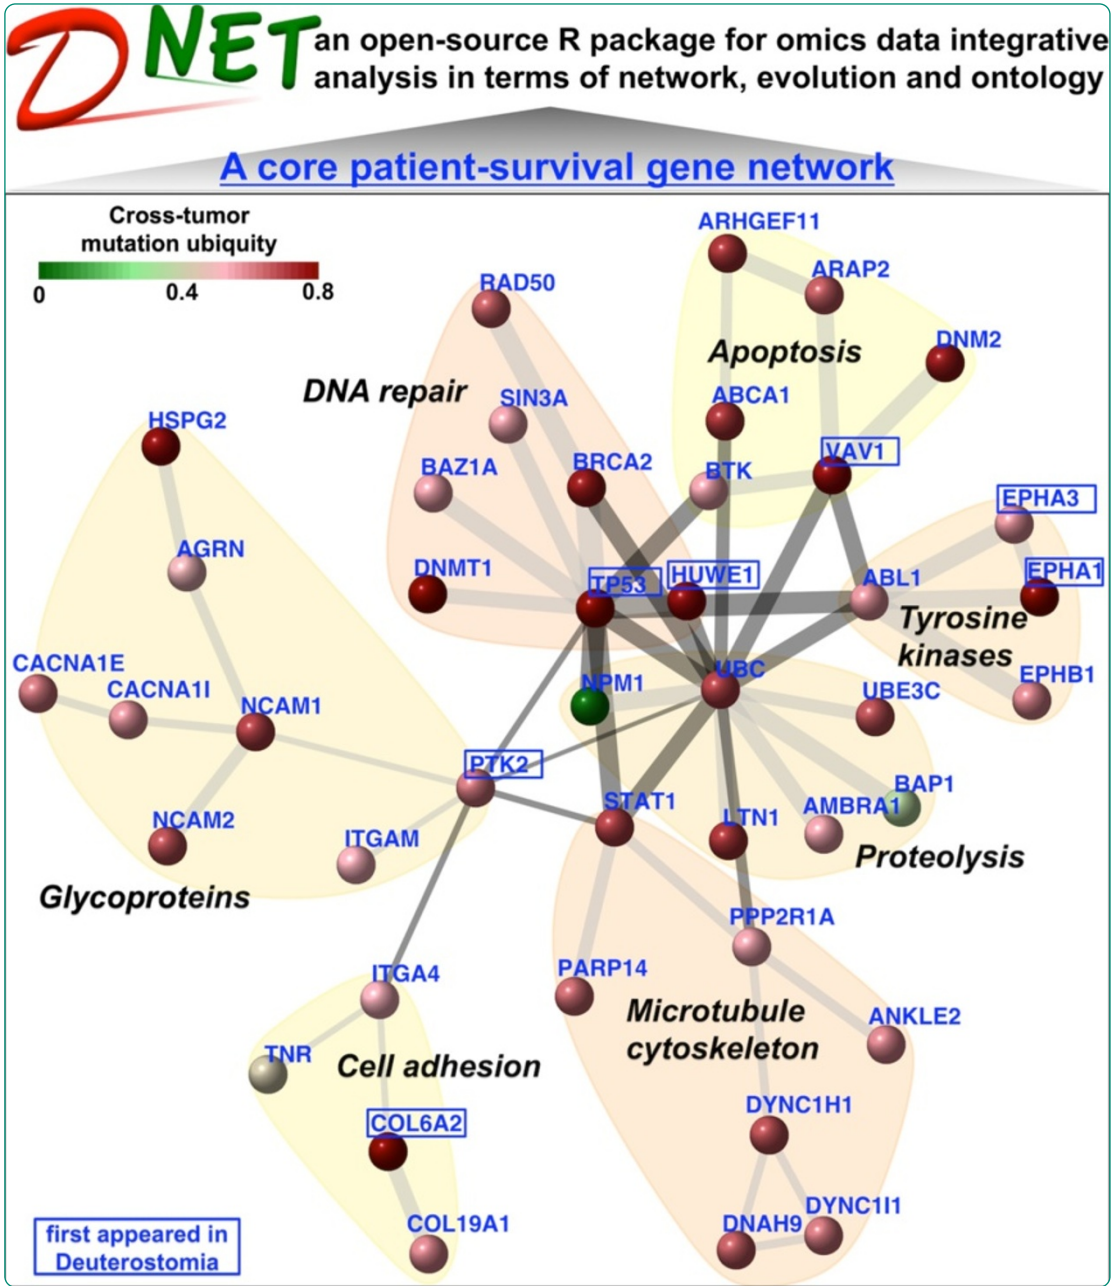 DNET
an open-source R package for omics data integrative
analysis in terms of network, evolution and ontology
A core patient-survival gene network
Cross-tumor
mutation ubiquity
0
0.4
0.8
ARHGEF11
ARAP2
RAD50
DNM2
Apoptosis
DNA repair
SIN3A
ABCA1
HSPG2
VAV1
BRCA2
BAZ1A
BTK
EPHA3
AGRN
DNMT1
TP53
HUWE1
ABL1
EPHA1
Tyrosine
kinases
CACNA1E
CACNA1I
NCAM1
NPM1
UBC
UBE3C
EPHB1
PTK2
BAP1
STAT1
LTN1
AMBRA1
NCAM2
ITGAM
Proteolysis
Glycoproteins
PPP2R1A
ITGA4
PARP14
Microtubule
cytoskeleton
ANKLE2
TNR
Cell adhesion
DYNC1H1
COL6A2
COL19A1
DNAH9
DYNC1I1
first appeared in
Deuterostomia